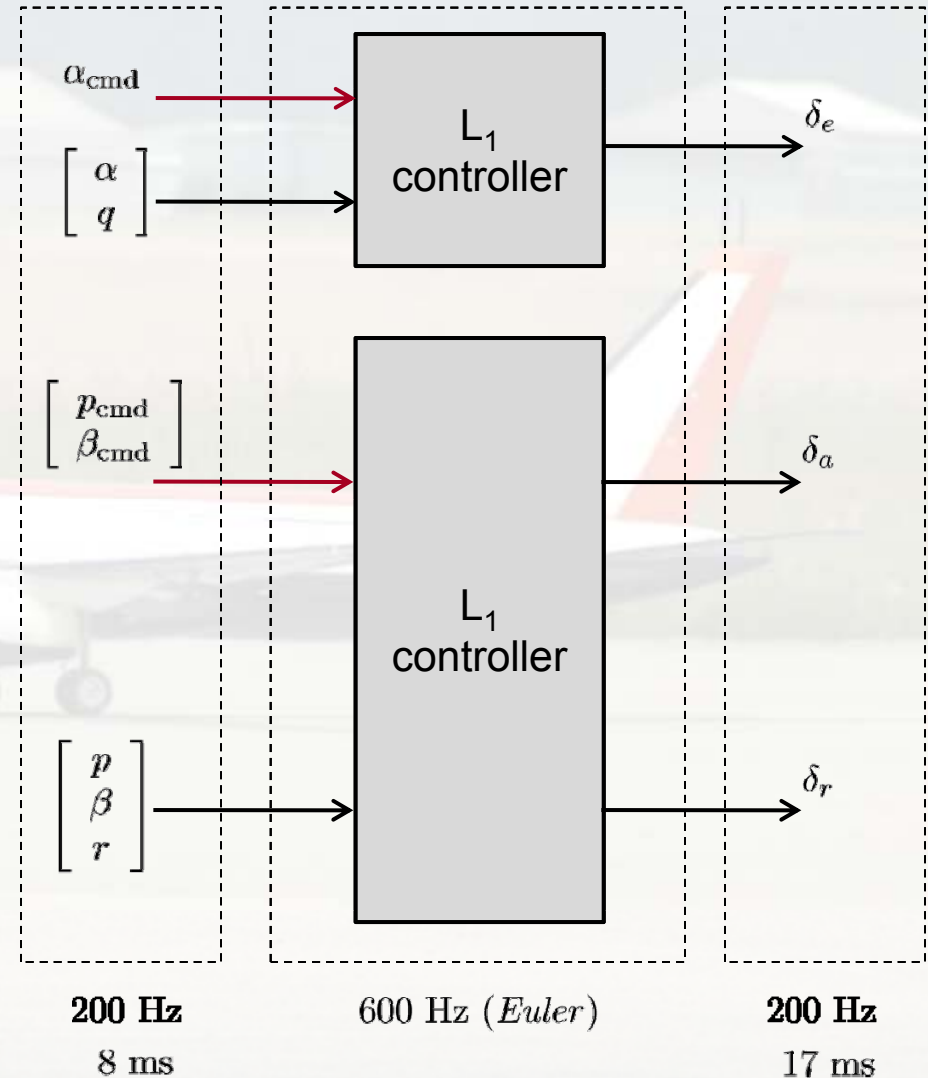 α_cmd
[ α
q ]
L₁
controller
δ_e
[ p_cmd
β_cmd ]
L₁
controller
δ_a
[ p
β
r ]
δ_r
200 Hz
8 ms
600 Hz (Euler)
200 Hz
17 ms